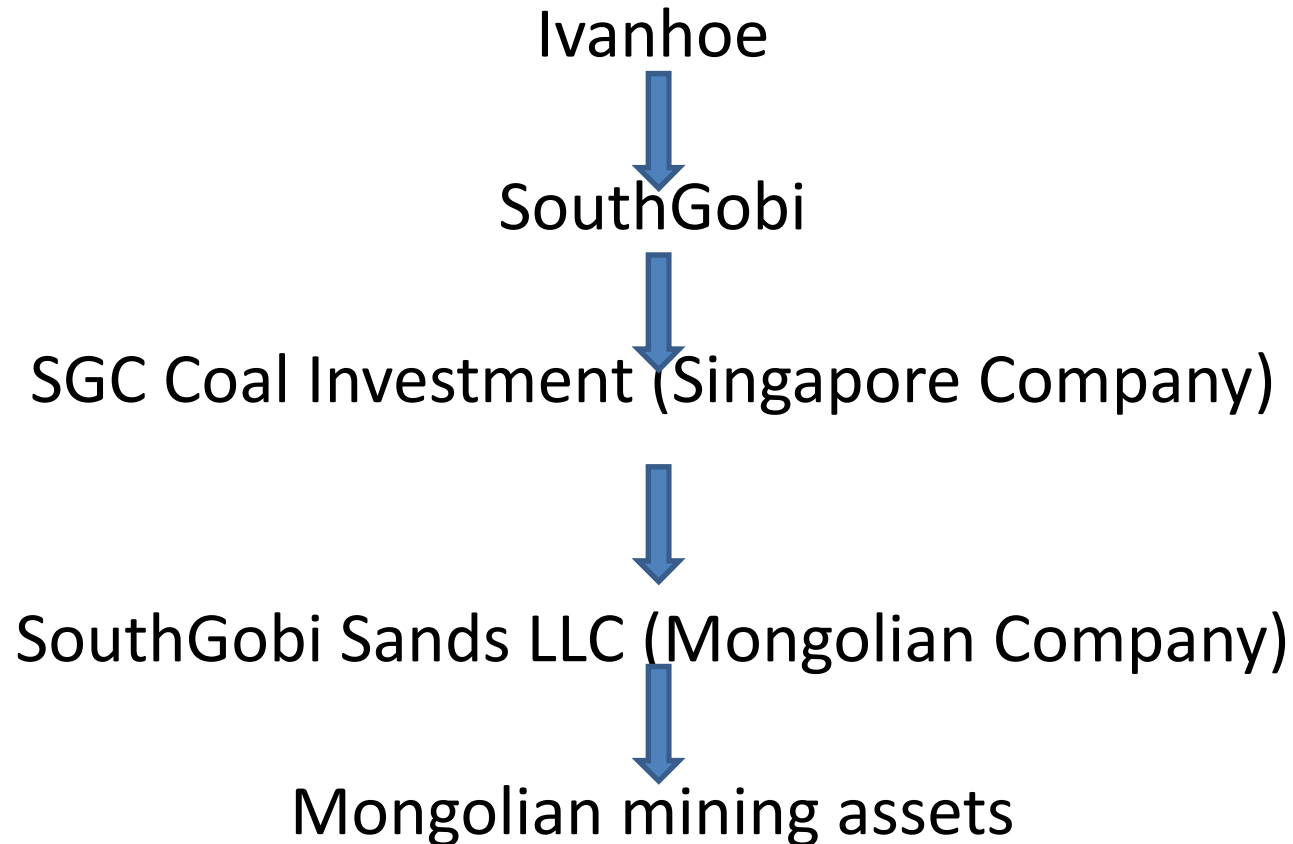 Ivanhoe
SouthGobi
SGC Coal Investment (Singapore Company)
SouthGobi Sands LLC (Mongolian Company)
Mongolian mining assets